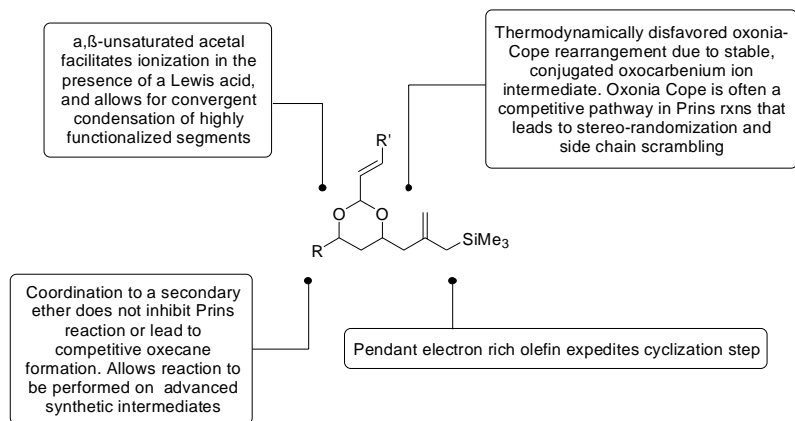 a,ß-unsaturated acetal
facilitates ionization in the
presence of a Lewis acid,
and allows for convergent
condensation of highly
functionalized segments
Thermodynamically disfavored oxonia-
Cope rearrangement due to stable,
conjugated oxocarbenium ion
intermediate. Oxonia Cope is often a
competitive pathway in Prins rxns that
leads to stereo-randomization and
side chain scrambling
R'
O
O
R
SiMe3
Coordination to a secondary
ether does not inhibit Prins
reaction or lead to
competitive oxecane
formation. Allows reaction to
be performed on advanced
synthetic intermediates
Pendant electron rich olefin expedites cyclization step